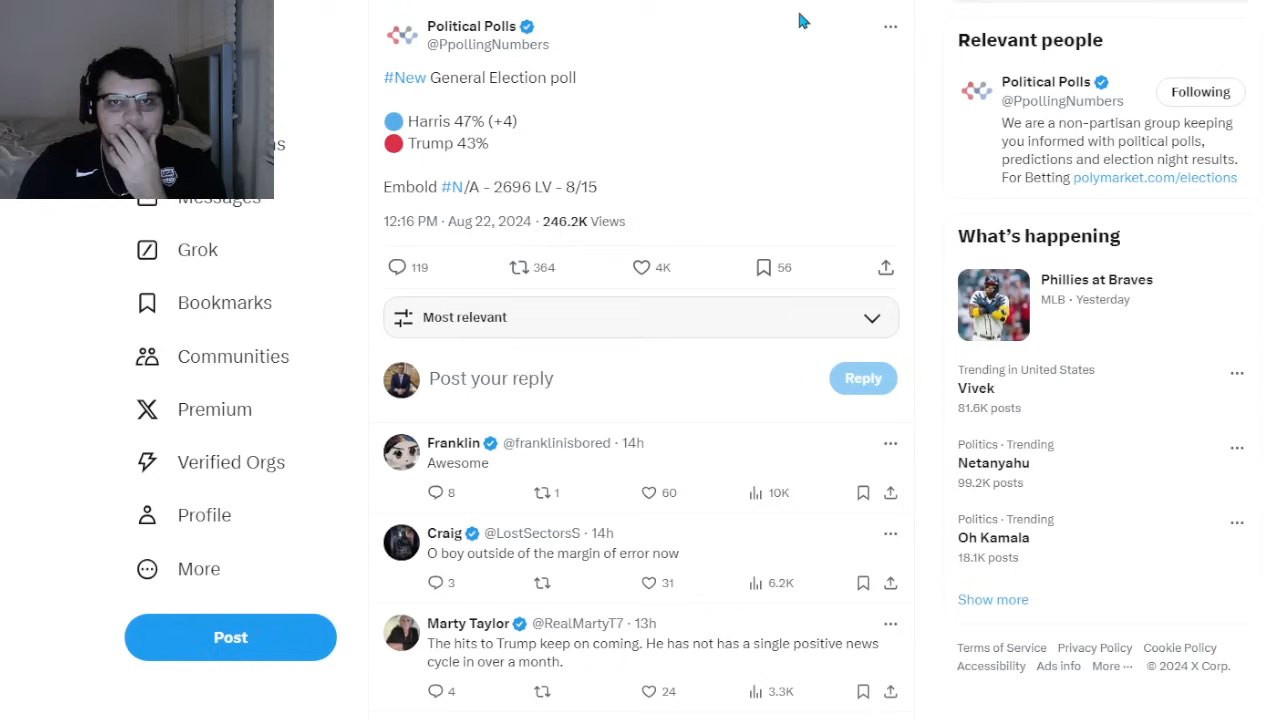 Political Polls
@PpollingNumbers
#New General Election poll
Harris 47% (+4)
Trump 43%
Embold #N/A - 2696 LV - 8/15
12:16 PM · Aug 22, 2024 · 246.2K Views
119 364 4K 56
Most relevant
Post your reply
Reply
Franklin @franklinisbored · 14h
Awesome
8 1 60 10K
Craig @LostSectorsS · 14h
O boy outside of the margin of error now
3 31 6.2K
Marty Taylor @RealMartyT7 · 13h
The hits to Trump keep on coming. He has not has a single positive news
cycle in over a month.
4 24 3.3K
Grok
Bookmarks
Communities
Premium
Verified Orgs
Profile
More
Post
Relevant people
Political Polls
@PpollingNumbers
Following
We are a non-partisan group keeping
you informed with political polls,
predictions and election night results.
For Betting polymarket.com/elections
What's happening
Phillies at Braves
MLB · Yesterday
Trending in United States
Vivek
81.6K posts
Politics · Trending
Netanyahu
99.2K posts
Politics · Trending
Oh Kamala
18.1K posts
Show more
Terms of Service Privacy Policy Cookie Policy
Accessibility Ads info More ··· © 2024 X Corp.